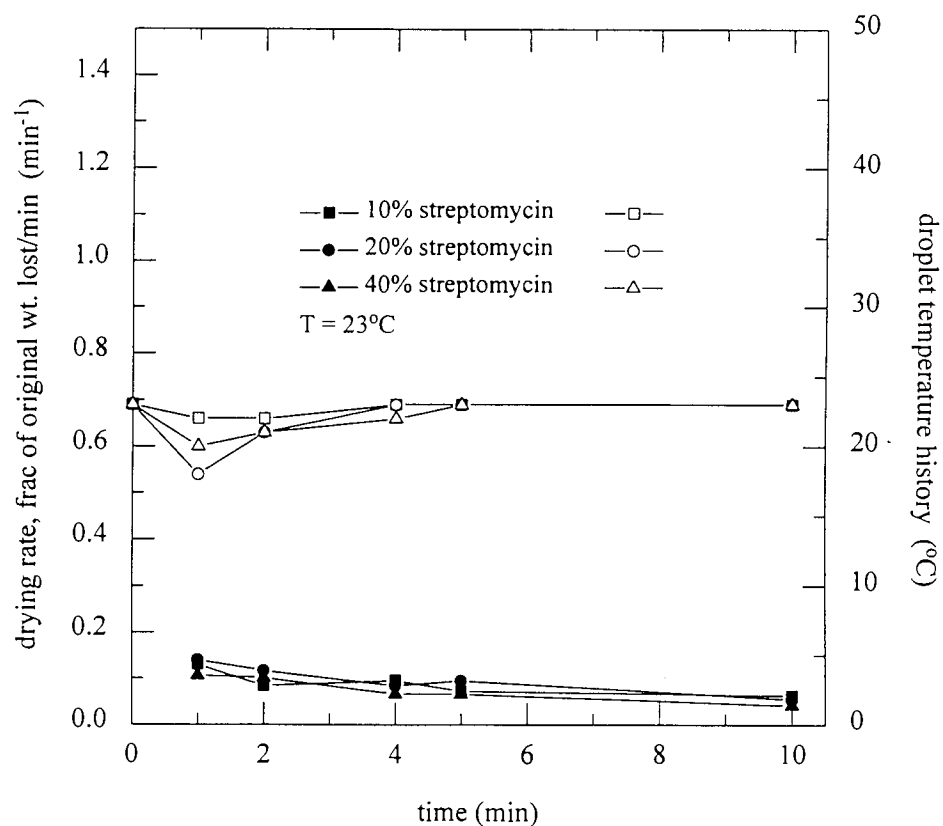 drying rate, frac of original wt. lost/min (min⁻¹)
1.4
1.2
1.0
0.8
0.6
0.4
0.2
0.0
50
40
30
20
10
0
droplet temperature history (°C)
10% streptomycin
20% streptomycin
40% streptomycin
T = 23°C
0 2 4 6 8 10
time (min)